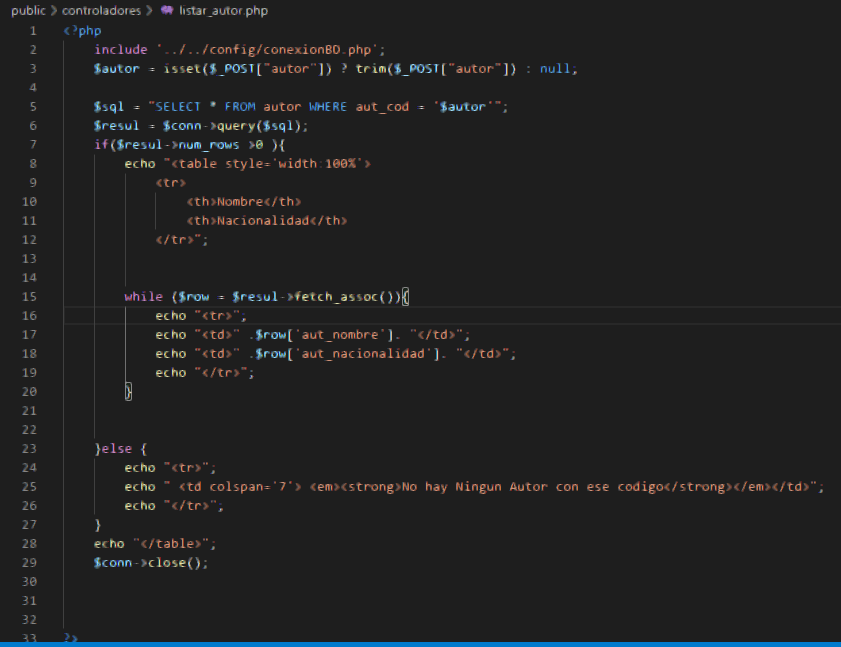 public > controladores > listar_autor.php
1 <?php
2 include '../../config/conexionBD.php';
3 $autor = isset($_POST["autor"]) ? trim($_POST["autor"]) : null;
4
5 $sql = "SELECT * FROM autor WHERE aut_cod = '$autor'";
6 $resul = $conn->query($sql);
7 if($resul->num_rows >0 ){
8 echo "<table style='width:100%'>
9 <tr>
10 <th>Nombre</th>
11 <th>Nacionalidad</th>
12 </tr>";
13
14
15 while ($row = $resul->fetch_assoc()){
16 echo "<tr>";
17 echo "<td>" .$row['aut_nombre']. "</td>";
18 echo "<td>" .$row['aut_nacionalidad']. "</td>";
19 echo "</tr>";
20 }
21
22
23 }else {
24 echo "<tr>";
25 echo " <td colspan='7'> <em><strong>No hay Ningun Autor con ese codigo</strong></em></td>";
26 echo "</tr>";
27 }
28 echo "</table>";
29 $conn->close();
30
31
32
33 ?>